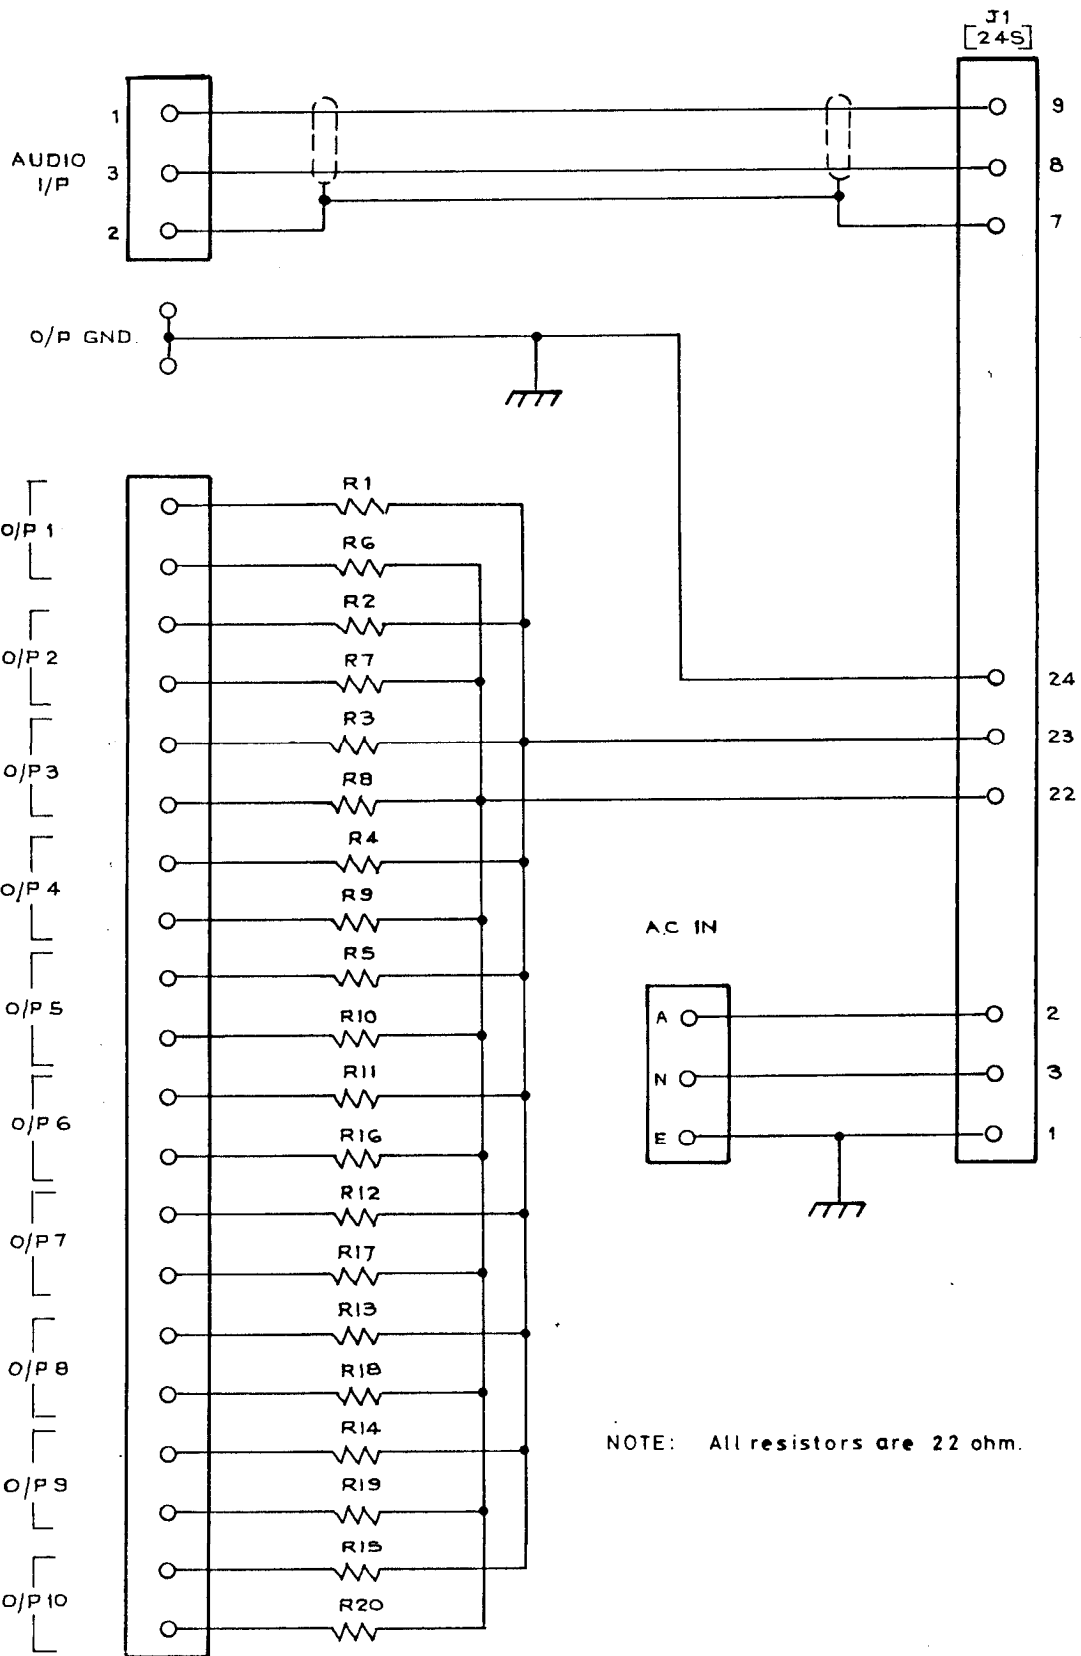 J1
[24S]
1
AUDIO
I/P
3
2
9
8
7
O/P GND.
O/P 1
O/P 2
O/P 3
O/P 4
O/P 5
O/P 6
O/P 7
O/P 8
O/P 9
O/P 10
R1
R6
R2
R7
R3
R8
R4
R9
R5
R10
R11
R16
R12
R17
R13
R18
R14
R19
R15
R20
24
23
22
A.C IN
A
N
E
2
3
1
NOTE: All resistors are 22 ohm.